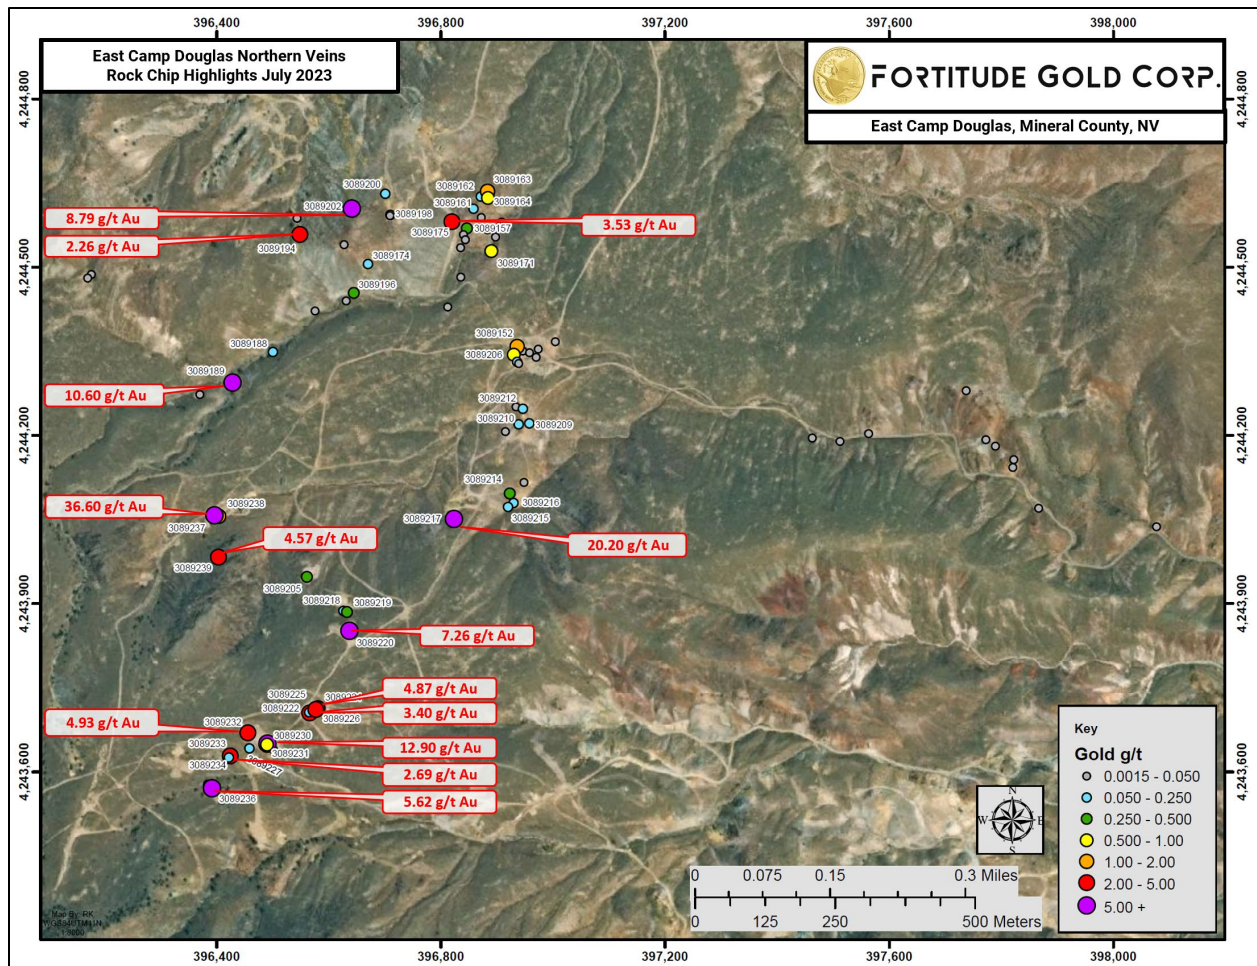 396,400
396,800
397,200
397,600
398,000
East Camp Douglas Northern Veins
Rock Chip Highlights July 2023
FORTITUDE GOLD CORP.
East Camp Douglas, Mineral County, NV
4,244,800
4,244,800
3089200
3089162
3089163
3089202
3089161
3089164
8.79 g/t Au
3089198
3.53 g/t Au
2.26 g/t Au
3089194
3089175
3089157
3089174
3089171
4,244,500
4,244,500
3089196
3089152
3089188
3089206
3089189
10.60 g/t Au
3089212
3089210
3089209
4,244,200
4,244,200
3089214
36.60 g/t Au
3089238
3089216
3089237
3089217
3089215
4.57 g/t Au
20.20 g/t Au
3089239
3089205
3089218
3089219
4,243,900
4,243,900
7.26 g/t Au
3089220
4.87 g/t Au
3089225
3089222
3.40 g/t Au
4.93 g/t Au
3089232
3089226
3089230
3089233
3089231
12.90 g/t Au
3089234
3089227
2.69 g/t Au
4,243,600
4,243,600
5.62 g/t Au
3089236
Key
Gold g/t
0.0015 - 0.050
0.050 - 0.250
0.250 - 0.500
0.500 - 1.00
1.00 - 2.00
2.00 - 5.00
5.00 +
N
W
E
S
0 0.075 0.15 0.3 Miles
0 125 250 500 Meters
Map By: RK
WGS84UTM11N
396,400
396,800
397,200
397,600
398,000